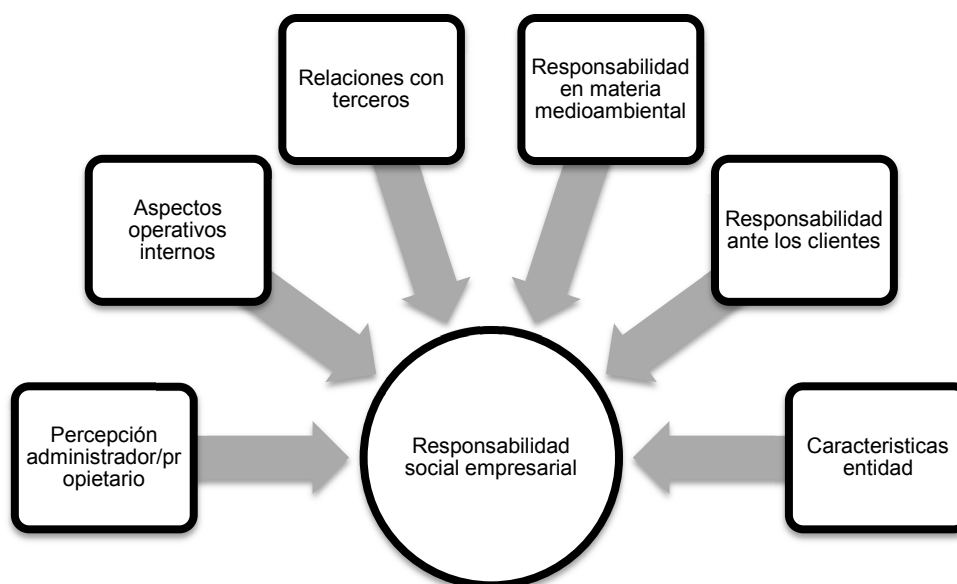 Relaciones con
terceros
Responsabilidad
en materia
medioambiental
Aspectos
operativos
internos
Responsabilidad
ante los clientes
Percepción
administrador/pr
opietario
Responsabilidad
social empresarial
Caracteristicas
entidad